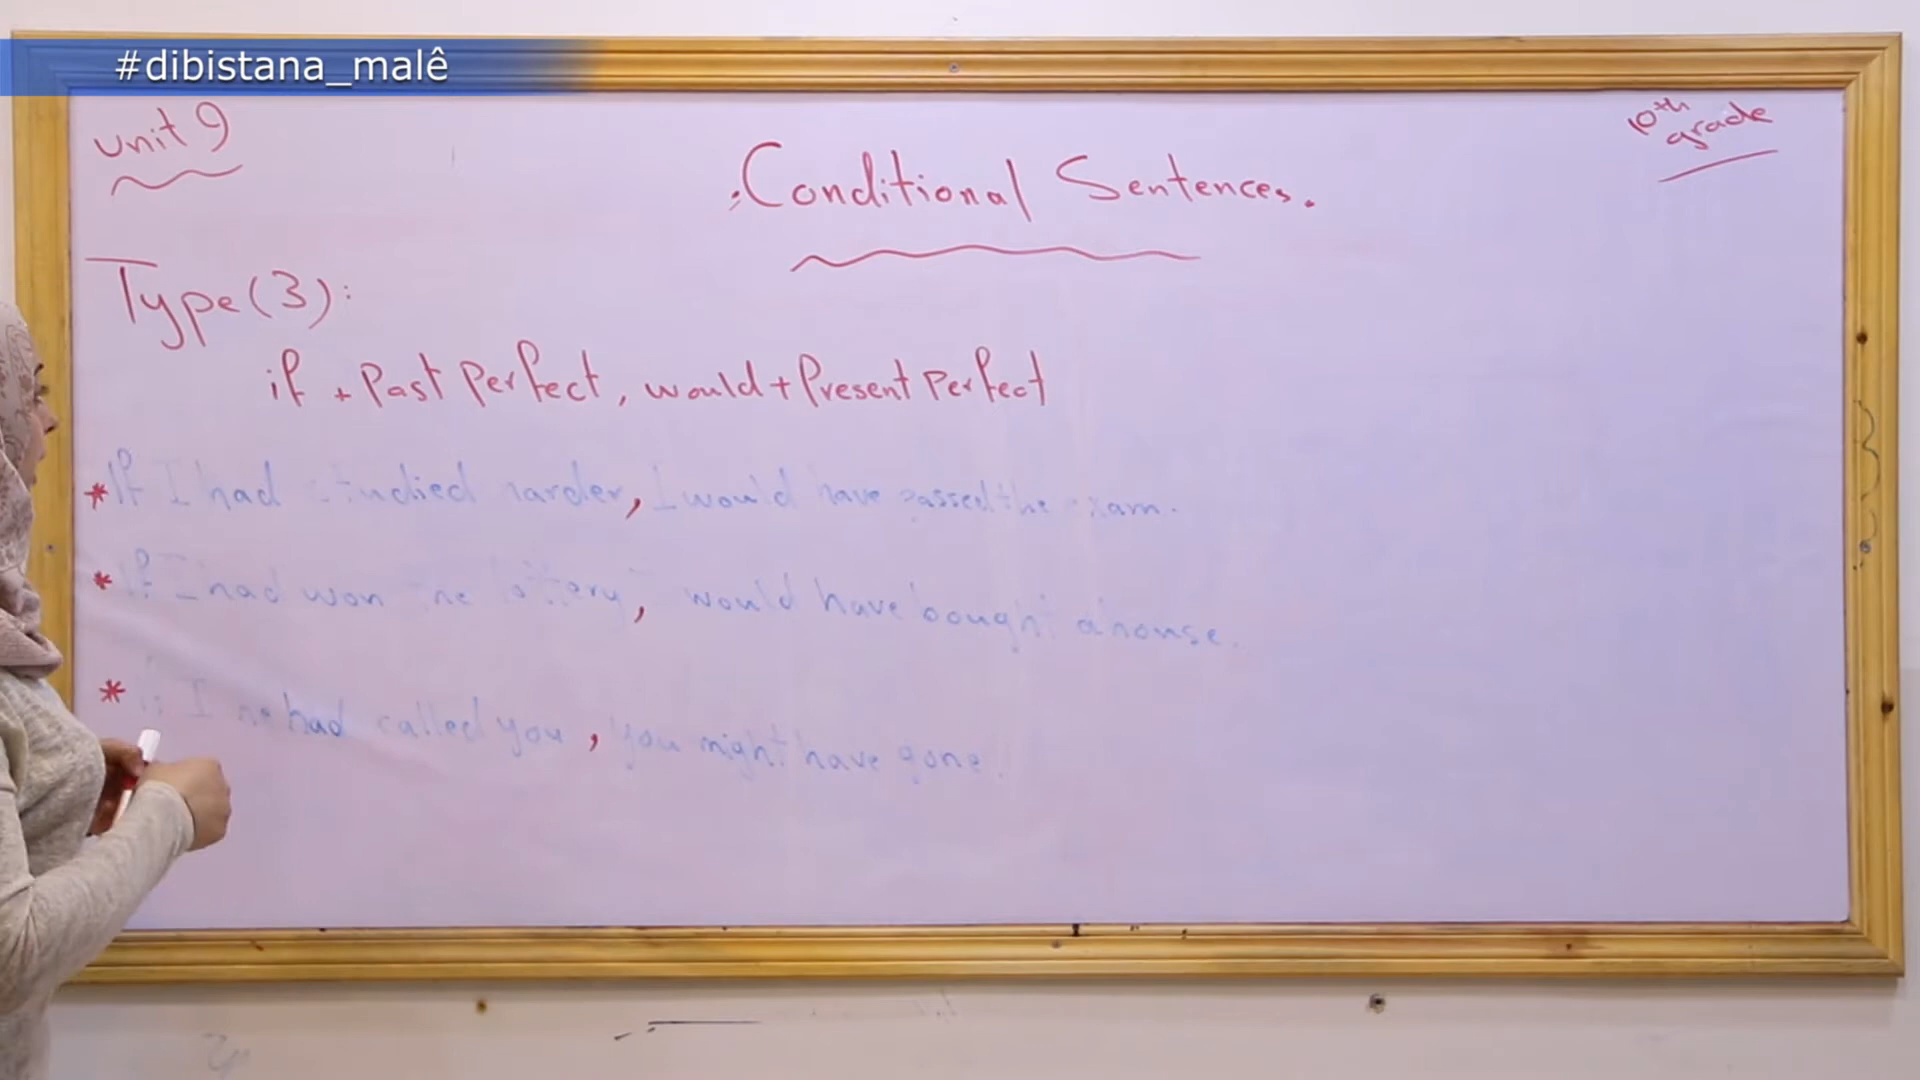 #dibistana_malê
unit 9
10th grade
Conditional Sentences.
Type (3):
if + Past Perfect, would + Present Perfect
* If I had studied harder, I would have passed the exam.
* If I had won the lottery, would have bought a house.
* If I he had called you, you might have gone.